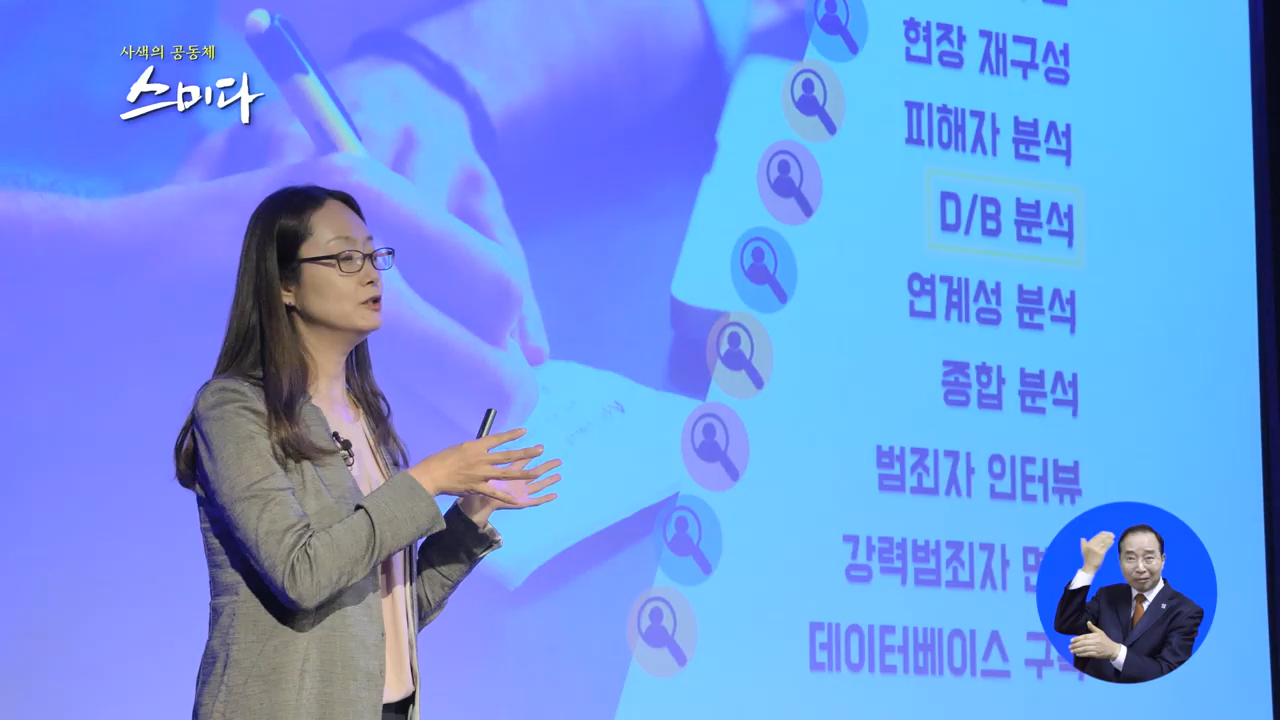 사색의 공동체
스미다
현장 재구성
피해자 분석
D/B 분석
연계성 분석
종합 분석
범죄자 인터뷰
강력범죄자
데이터베이스